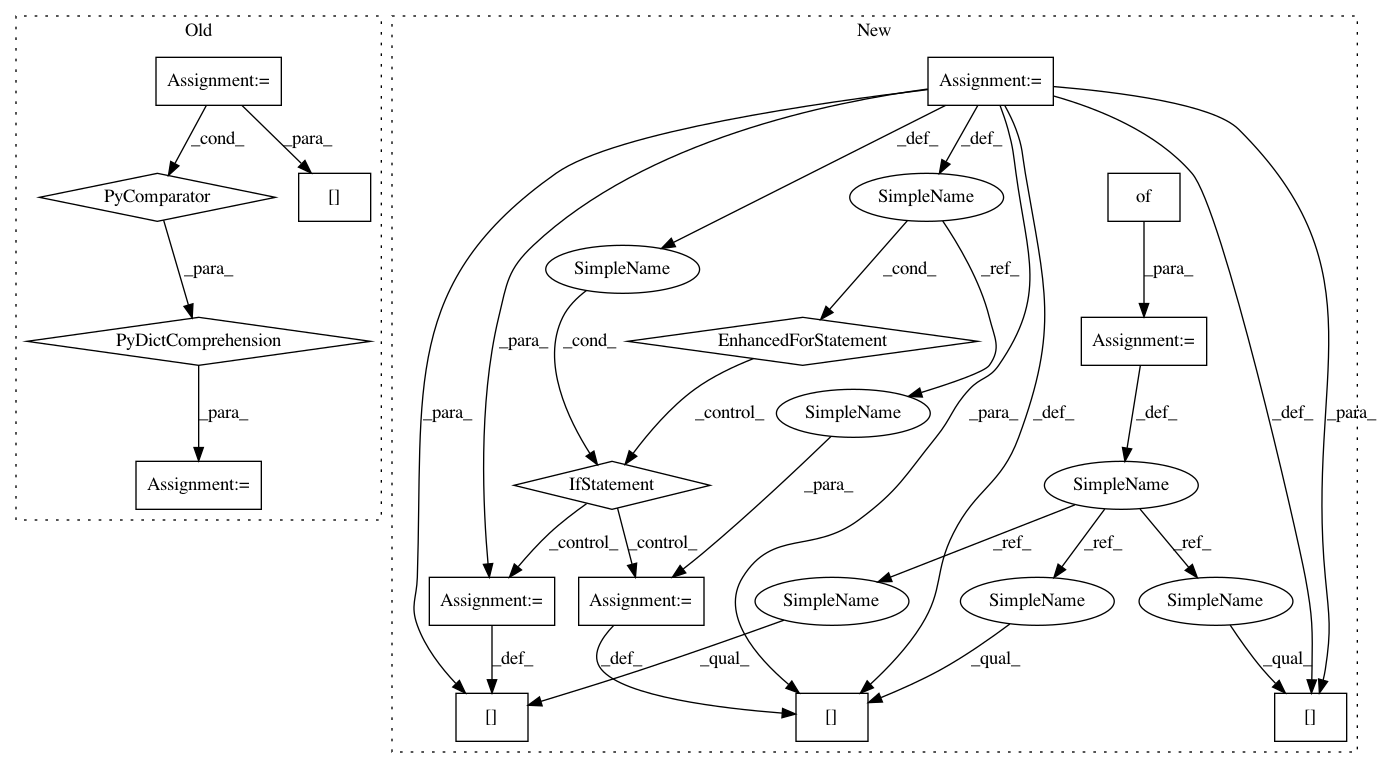 Old
New
Assignment:=
Assignment:=
_cond_
_para_
_def_
_def_
PyComparator
[]
SimpleName
of
_para_
SimpleName
_cond_
_ref_
_para_
PyDictComprehension
_para_
_cond_
EnhancedForStatement
Assignment:=
_para_
_para_
_control_
SimpleName
_para_
_def_
_def_
_def_
_para_
Assignment:=
IfStatement
_para_
SimpleName
_control_
_control_
_ref_
_ref_
_ref_
Assignment:=
Assignment:=
SimpleName
SimpleName
SimpleName
_def_
_def_
_qual_
_qual_
_qual_
[]
[]
[]